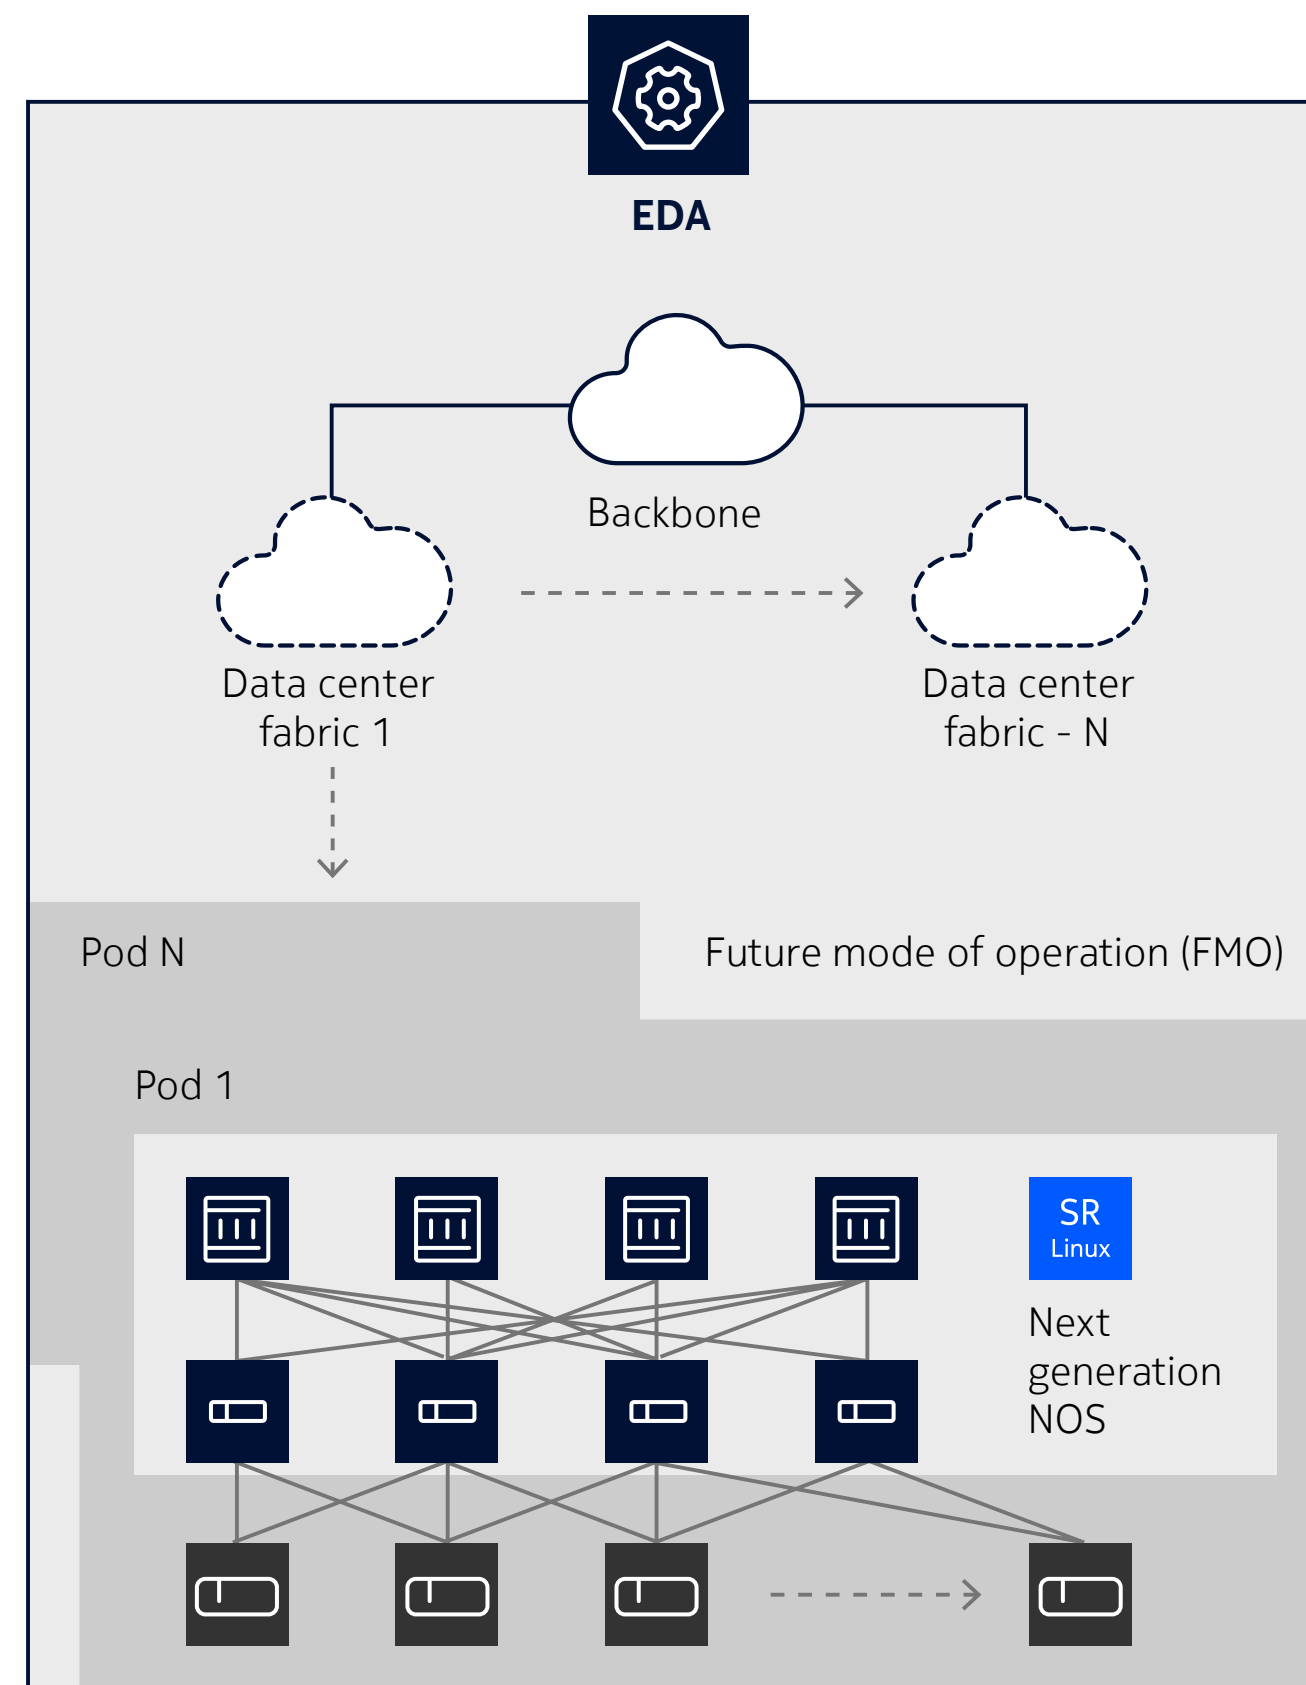 EDA
Backbone
Data center
fabric 1
Data center
fabric - N
Pod N
Future mode of operation (FMO)
Pod 1
SR
Linux
Next
generation
NOS